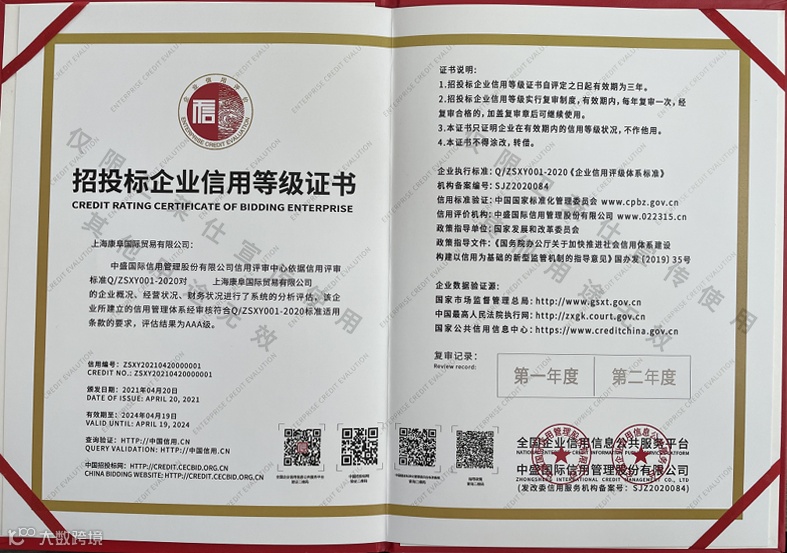 企业信用平台
信
ENTERPRISE CREDIT EVALUATION
招投标企业信用等级证书
CREDIT RATING CERTIFICATE OF BIDDING ENTERPRISE
上海康阜国际贸易有限公司：
中盛国际信用管理股份有限公司信用评审中心依据信用评审
标准Q/ZSXY001-2020对 上海康阜国际贸易有限公司
的企业概况、经营状况、财务状况进行了系统的分析评估，该企
业所建立的信用管理体系经审核符合Q/ZSXY001-2020标准适用
条款的要求，评估结果为AAA级。
信用编号：ZSXY20210420000001
CREDIT NO.: ZSXY20210420000001
颁发日期：2021年04月20日
DATE OF ISSUE: APRIL 20, 2021
有效期至：2024年04月19日
VALID UNTIL: APRIL 19, 2024
查询验证：HTTP://中国信用.CN
QUERY VALIDATION: HTTP://中国信用.CN
中国招投标网：HTTP://CREDIT.CECBID.ORG.CN
CHINA BIDDING WEBSITE: HTTP://CREDIT.CECBID.ORG.CN
证书说明：
1.招投标企业信用等级证书自评定之日起有效期为三年。
2.招投标企业信用等级实行复审制度，有效期内，每年复审一次，经
复审合格的，加盖复审章后可继续使用。
3.本证书只证明企业在有效期内的信用等级状况，不作他用。
4.本证书不得涂改，转借。
企业执行标准：Q/ZSXY001-2020《企业信用评级体系标准》
机构备案编号：SJZ2020084
信用标准验证：中国国家标准化管理委员会 www.cpbz.gov.cn
信用评价机构：中盛国际信用管理股份有限公司 www.022315.cn
政策指导单位：国家发展和改革委员会
政策指导文件：《国务院办公厅关于加快推进社会信用体系建设
构建以信用为基础的新型监管机制的指导意见》国办发（2019）35号
企业数据验证源：
国家市场监督管理总局：http://www.gsxt.gov.cn
中国最高人民法院执行网：http://zxgk.court.gov.cn
国家公共信用信息中心：https://www.creditchina.gov.cn
复审记录：
Review record:
第一年度 第二年度
全国企业信用信息公共服务平台
中盛国际信用管理股份有限公司
ZHONGSHENG INTERNATIONAL CREDIT MANAGEMENT CO., LTD
(发改委信用服务机构备案号：SJZ2020084)
大数跨境